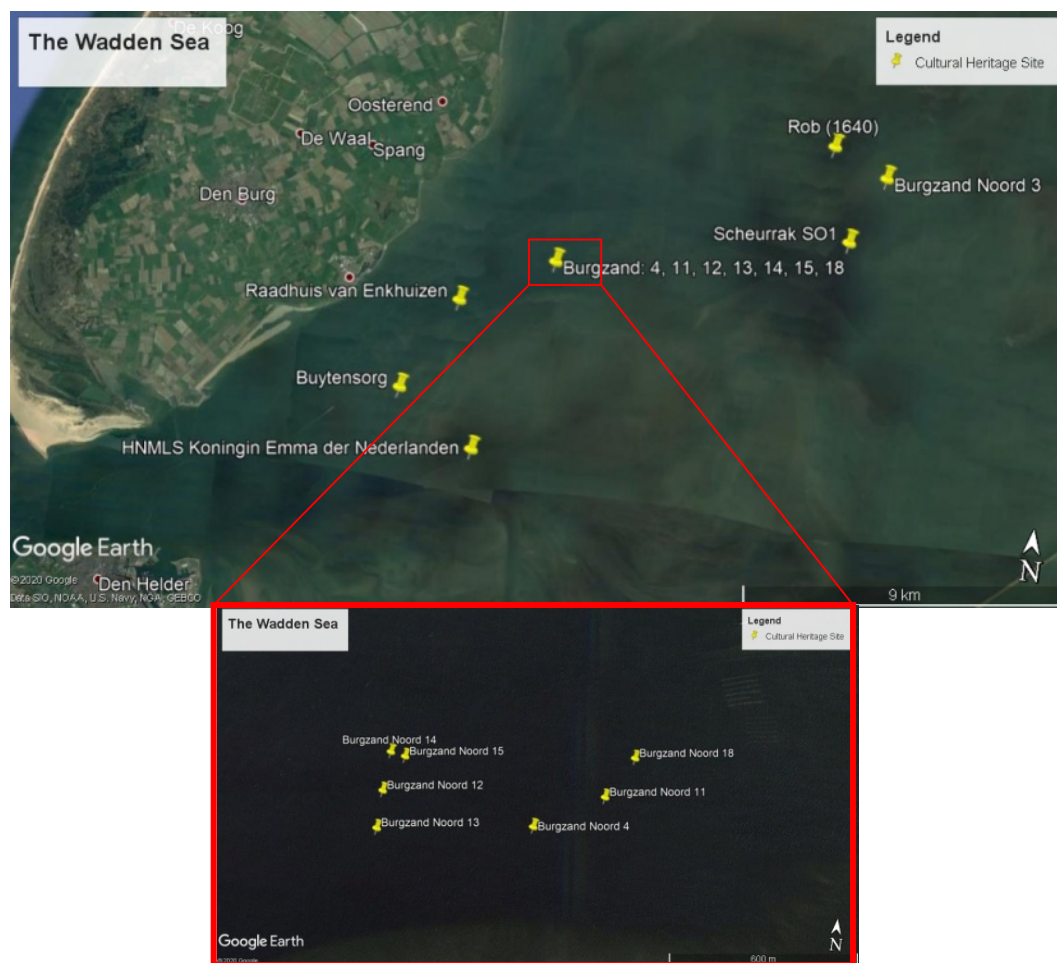 The Wadden Sea
De Koog
Legend
Cultural Heritage Site
Oosterend
De Waal
Spang
Den Burg
Rob (1640)
Burgzand Noord 3
Scheurrak SO1
Burgzand: 4, 11, 12, 13, 14, 15, 18
Raadhuis van Enkhuizen
Buytensorg
HNMLS Koningin Emma der Nederlanden
Google Earth
©2020 Google
Data SIO, NOAA, U.S. Navy, NGA, GEBCO
Den Helder
N
9 km
The Wadden Sea
Legend
Cultural Heritage Site
Burgzand Noord 14
Burgzand Noord 15
Burgzand Noord 18
Burgzand Noord 12
Burgzand Noord 11
Burgzand Noord 13
Burgzand Noord 4
Google Earth
©2020 Google
N
600 m